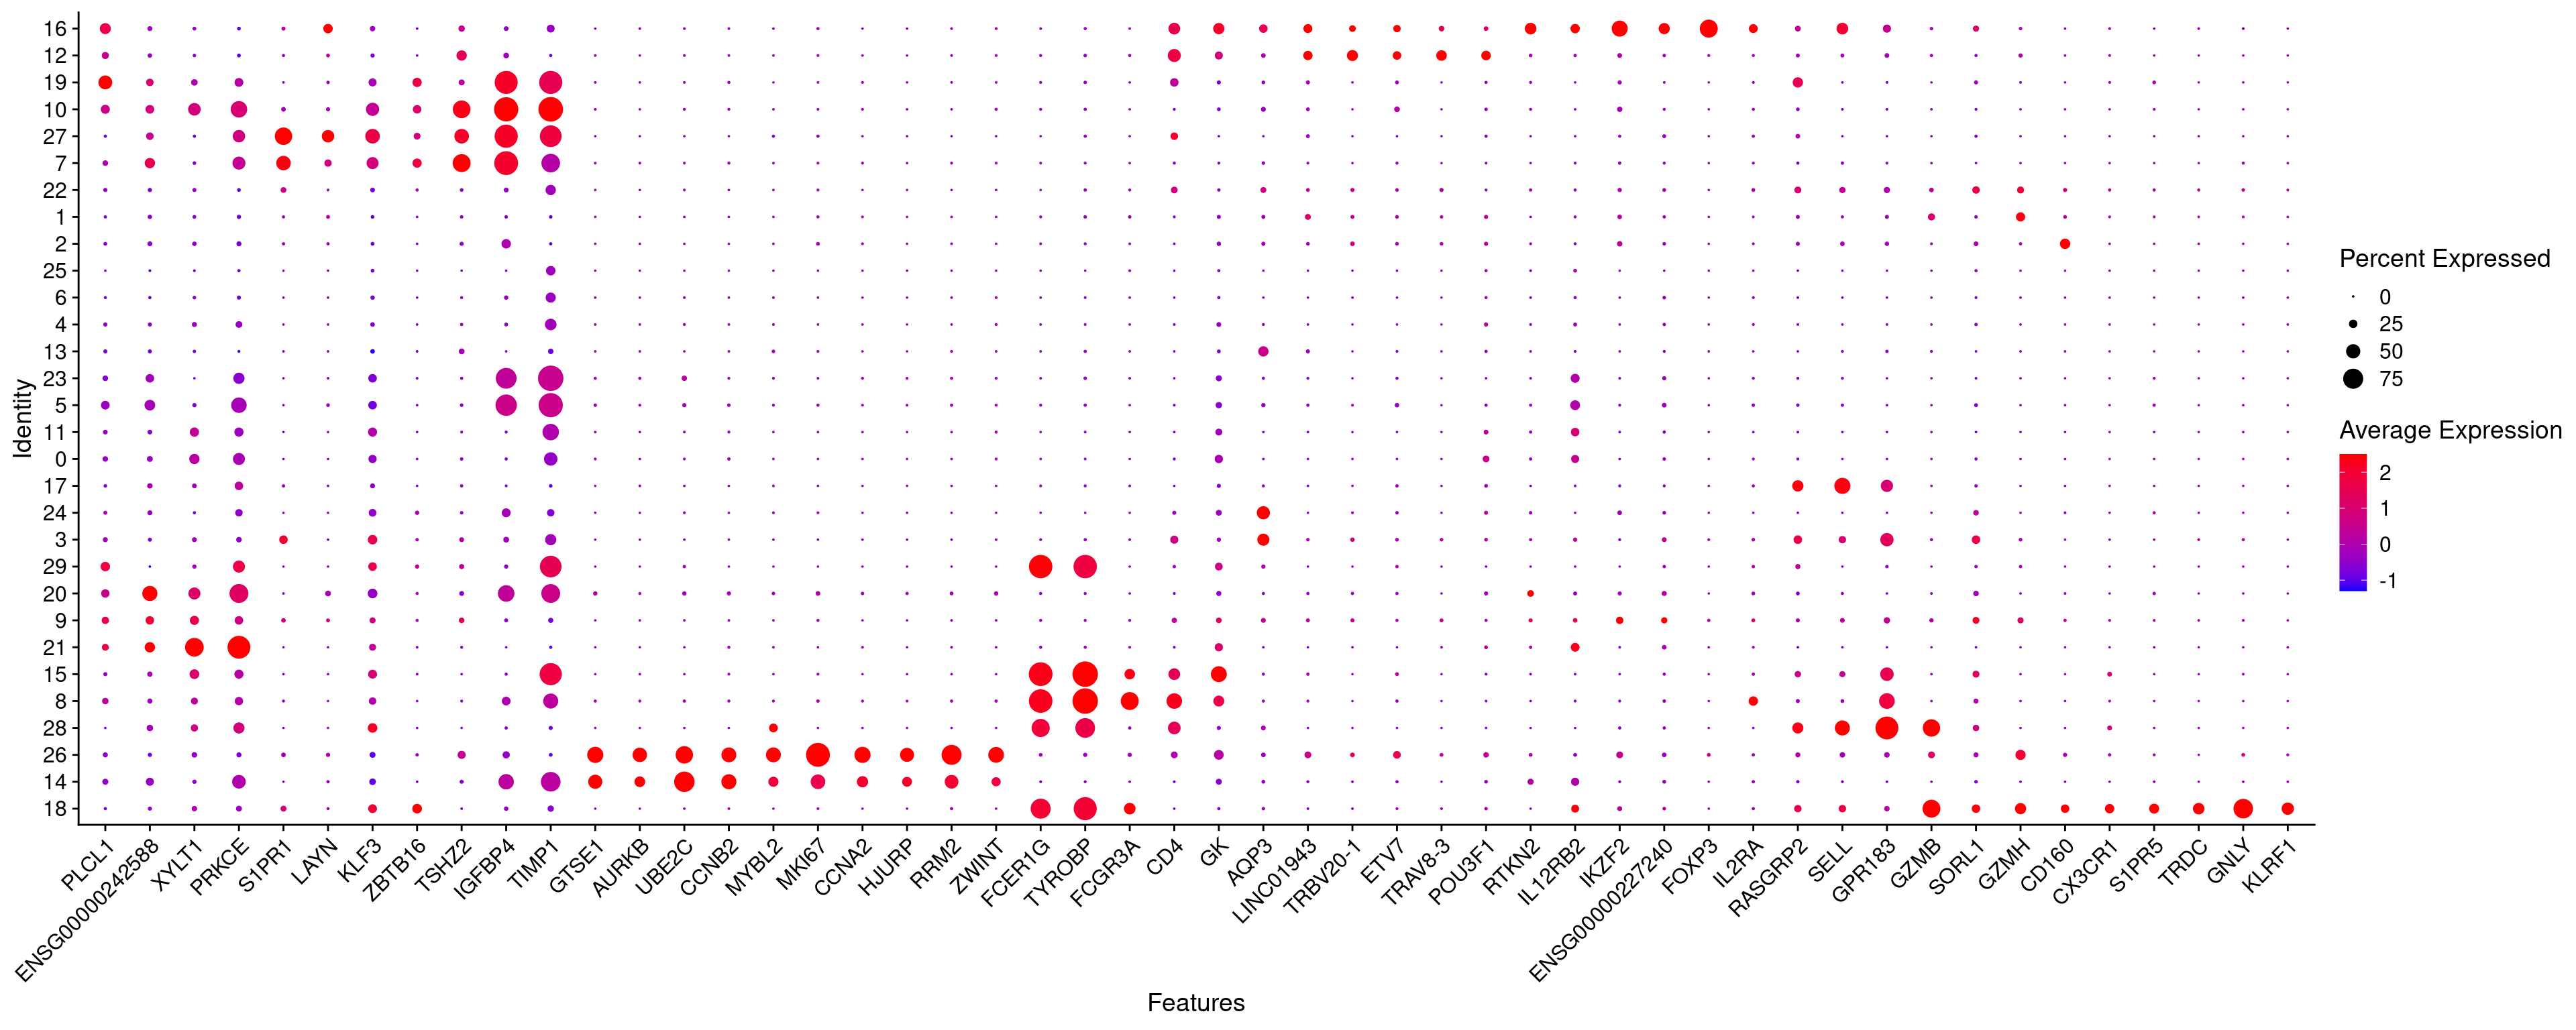 Identity
16
12
19
10
27
7
22
1
2
25
6
4
13
23
5
11
0
17
24
3
29
20
9
21
15
8
28
26
14
18
PLCL1
ENSG00000242588
XYLT1
PRKCE
S1PR1
LAYN
KLF3
ZBTB16
TSHZ2
IGFBP4
TIMP1
GTSE1
AURKB
UBE2C
CCNB2
MYBL2
MKI67
CCNA2
HJURP
RRM2
ZWINT
FCER1G
TYROBP
FCGR3A
CD4
GK
AQP3
LINC01943
TRBV20-1
ETV7
TRAV8-3
POU3F1
RTKN2
IL12RB2
IKZF2
ENSG00000227240
FOXP3
IL2RA
RASGRP2
SELL
GPR183
GZMB
SORL1
GZMH
CD160
CX3CR1
S1PR5
TRDC
GNLY
KLRF1
Features
Percent Expressed
0
25
50
75
Average Expression
2
1
0
-1